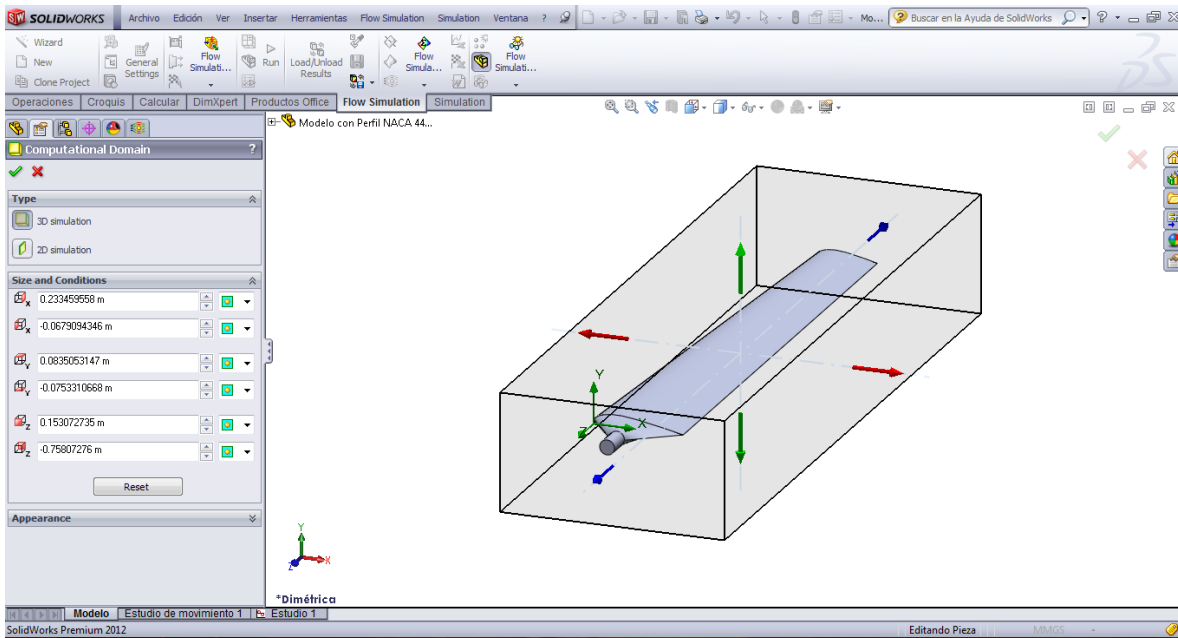 SOLIDWORKS Archivo Edición Ver Insertar Herramientas Flow Simulation Simulation Ventana ? Mo... Buscar en la Ayuda de SolidWorks ?
Wizard
New
Clone Project
General Settings
Flow Simulati...
Run
Load/Unload Results
Flow Simula...
Flow Simulati...
Operaciones Croquis Calcular DimXpert Productos Office Flow Simulation Simulation
Modelo con Perfil NACA 44...
Computational Domain ?
Type
3D simulation
2D simulation
Size and Conditions
X 0.233459558 m
X -0.0679094346 m
Y 0.0835053147 m
Y -0.0753310668 m
Z 0.153072735 m
Z -0.75807276 m
Reset
Appearance
Y
X
Z
Y
X
Z
*Dimétrica
Modelo Estudio de movimiento 1 Estudio 1
SolidWorks Premium 2012 Editando Pieza MMGS -